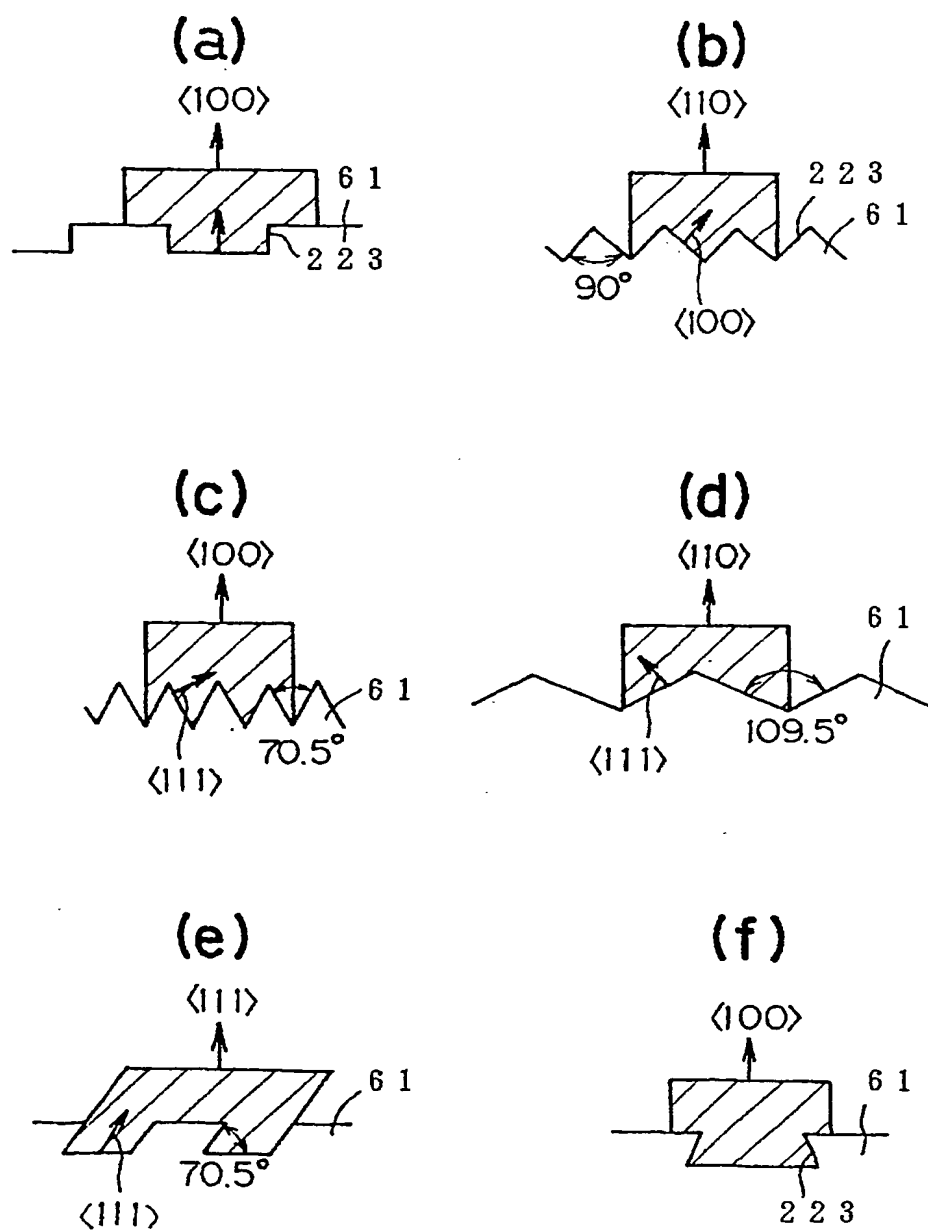 (a)
⟨100⟩
6 1
2 2 3
(b)
⟨110⟩
2 2 3
6 1
90°
⟨100⟩
(c)
⟨100⟩
6 1
70.5°
⟨111⟩
(d)
⟨110⟩
6 1
109.5°
⟨111⟩
(e)
⟨111⟩
6 1
70.5°
⟨111⟩
(f)
⟨100⟩
6 1
2 2 3